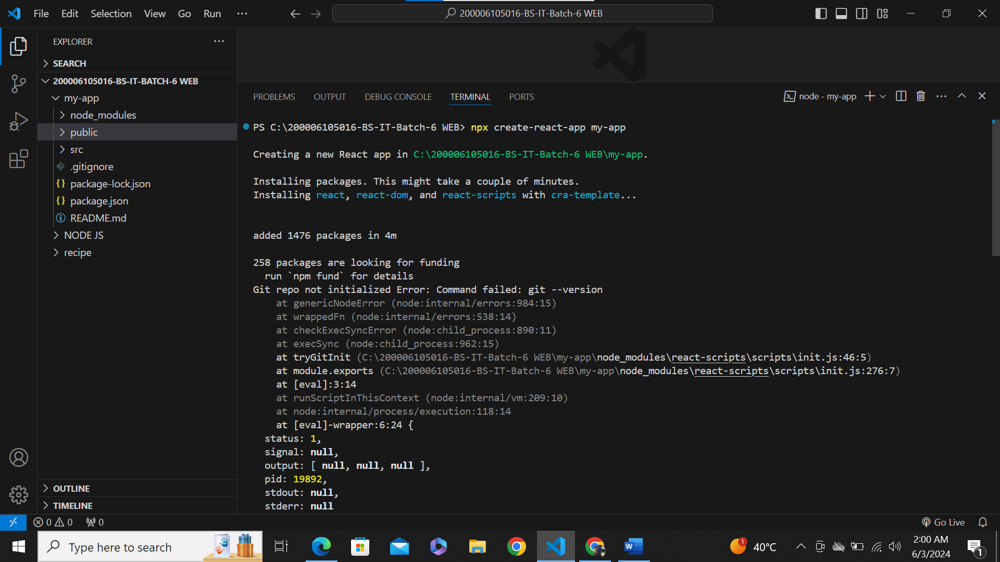 File Edit Selection View Go Run ···
200006105016-BS-IT-Batch-6 WEB
EXPLORER
SEARCH
200006105016-BS-IT-BATCH-6 WEB
my-app
node_modules
public
src
.gitignore
package-lock.json
package.json
README.md
NODE JS
recipe
OUTLINE
TIMELINE
PROBLEMS OUTPUT DEBUG CONSOLE TERMINAL PORTS
node - my-app
PS C:\200006105016-BS-IT-Batch-6 WEB> npx create-react-app my-app
Creating a new React app in C:\200006105016-BS-IT-Batch-6 WEB\my-app.
Installing packages. This might take a couple of minutes.
Installing react, react-dom, and react-scripts with cra-template...
added 1476 packages in 4m
258 packages are looking for funding
run `npm fund` for details
Git repo not initialized Error: Command failed: git --version
at genericNodeError (node:internal/errors:984:15)
at wrappedFn (node:internal/errors:538:14)
at checkExecSyncError (node:child_process:890:11)
at execSync (node:child_process:962:15)
at tryGitInit (C:\200006105016-BS-IT-Batch-6 WEB\my-app\node_modules\react-scripts\scripts\init.js:46:5)
at module.exports (C:\200006105016-BS-IT-Batch-6 WEB\my-app\node_modules\react-scripts\scripts\init.js:276:7)
at [eval]:3:14
at runScriptInThisContext (node:internal/vm:209:10)
at node:internal/process/execution:118:14
at [eval]-wrapper:6:24 {
status: 1,
signal: null,
output: [ null, null, null ],
pid: 19892,
stdout: null,
stderr: null
0 0 0
Go Live
Type here to search
W
1
40°C
2:00 AM
6/3/2024
1